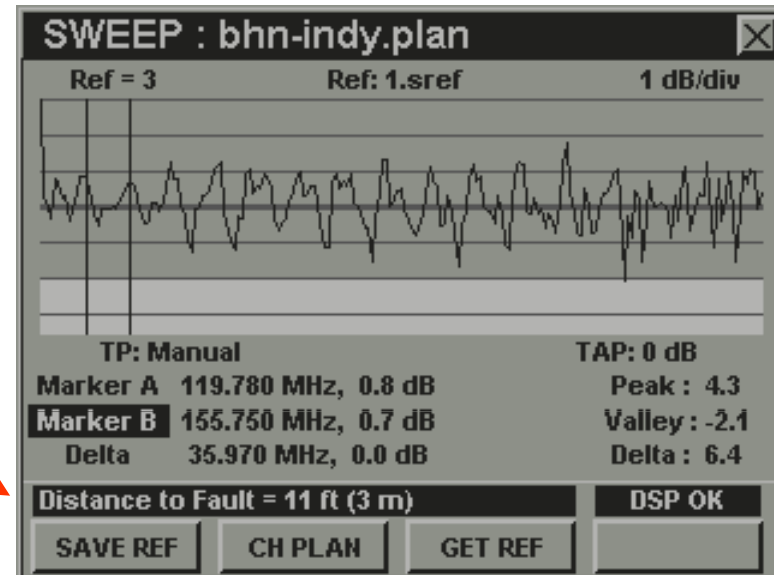 SWEEP : bhn-indy.plan
Ref = 3 Ref: 1.sref 1 dB/div
TP: Manual TAP: 0 dB
Marker A 119.780 MHz, 0.8 dB Peak : 4.3
Marker B 155.750 MHz, 0.7 dB Valley : -2.1
Delta 35.970 MHz, 0.0 dB Delta : 6.4
Distance to Fault = 11 ft (3 m) DSP OK
SAVE REF CH PLAN GET REF